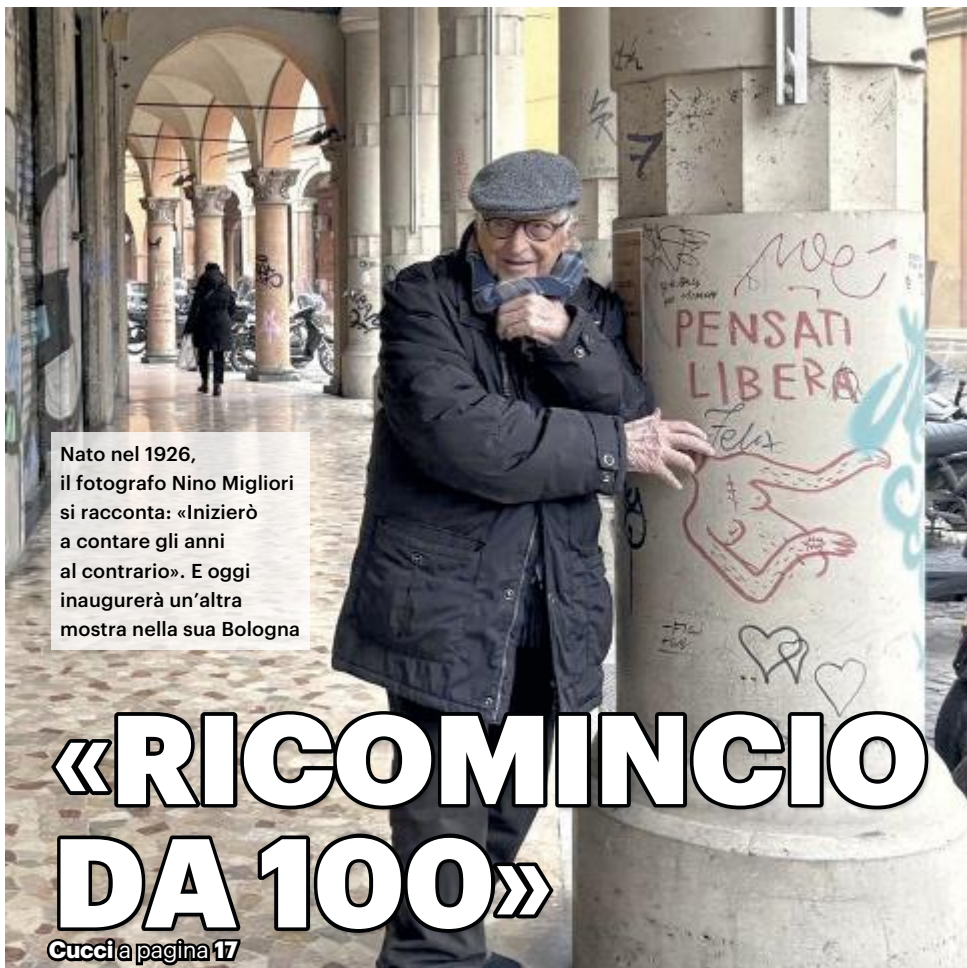 PENSATI
LIBERA
Felix
Nato nel 1926,
il fotografo Nino Migliori
si racconta: «Inizierò
a contare gli anni
al contrario». E oggi
inaugurerà un’altra
mostra nella sua Bologna
«RICOMINCIO
DA 100»
Cucci a pagina 17